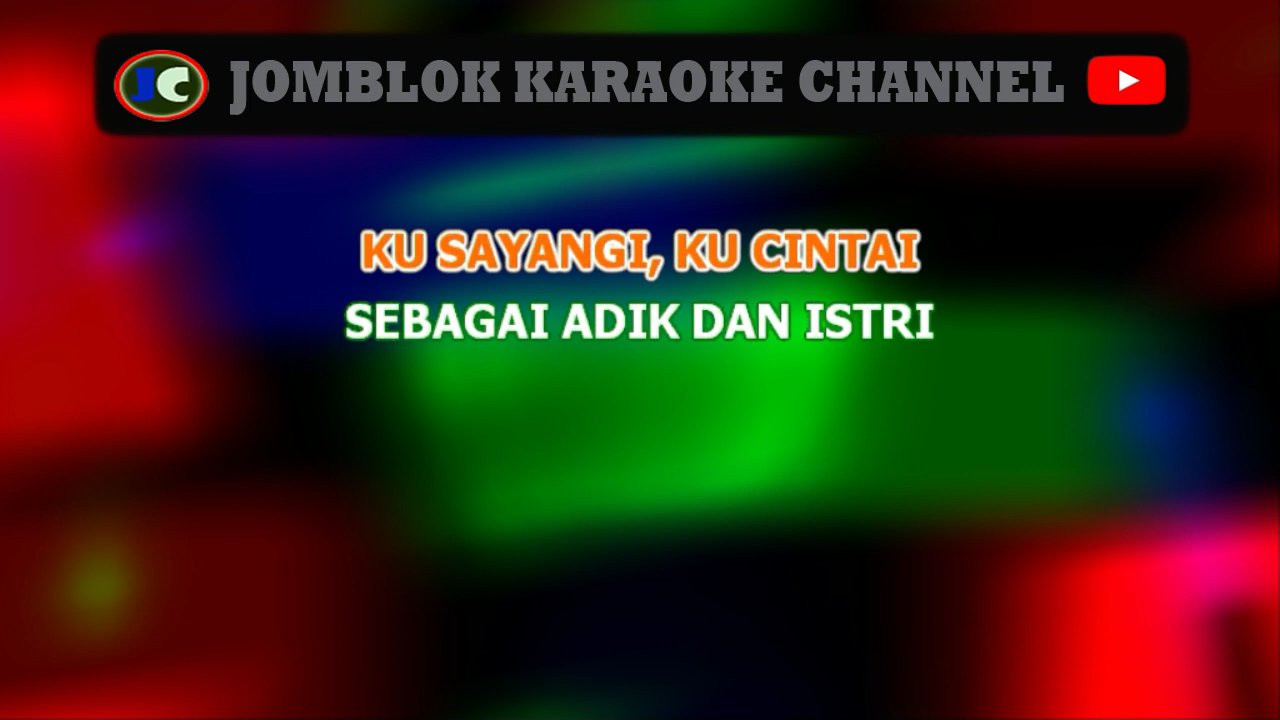 JC JOMBLOK KARAOKE CHANNEL
KU SAYANGI, KU CINTAI
SEBAGAI ADIK DAN ISTRI